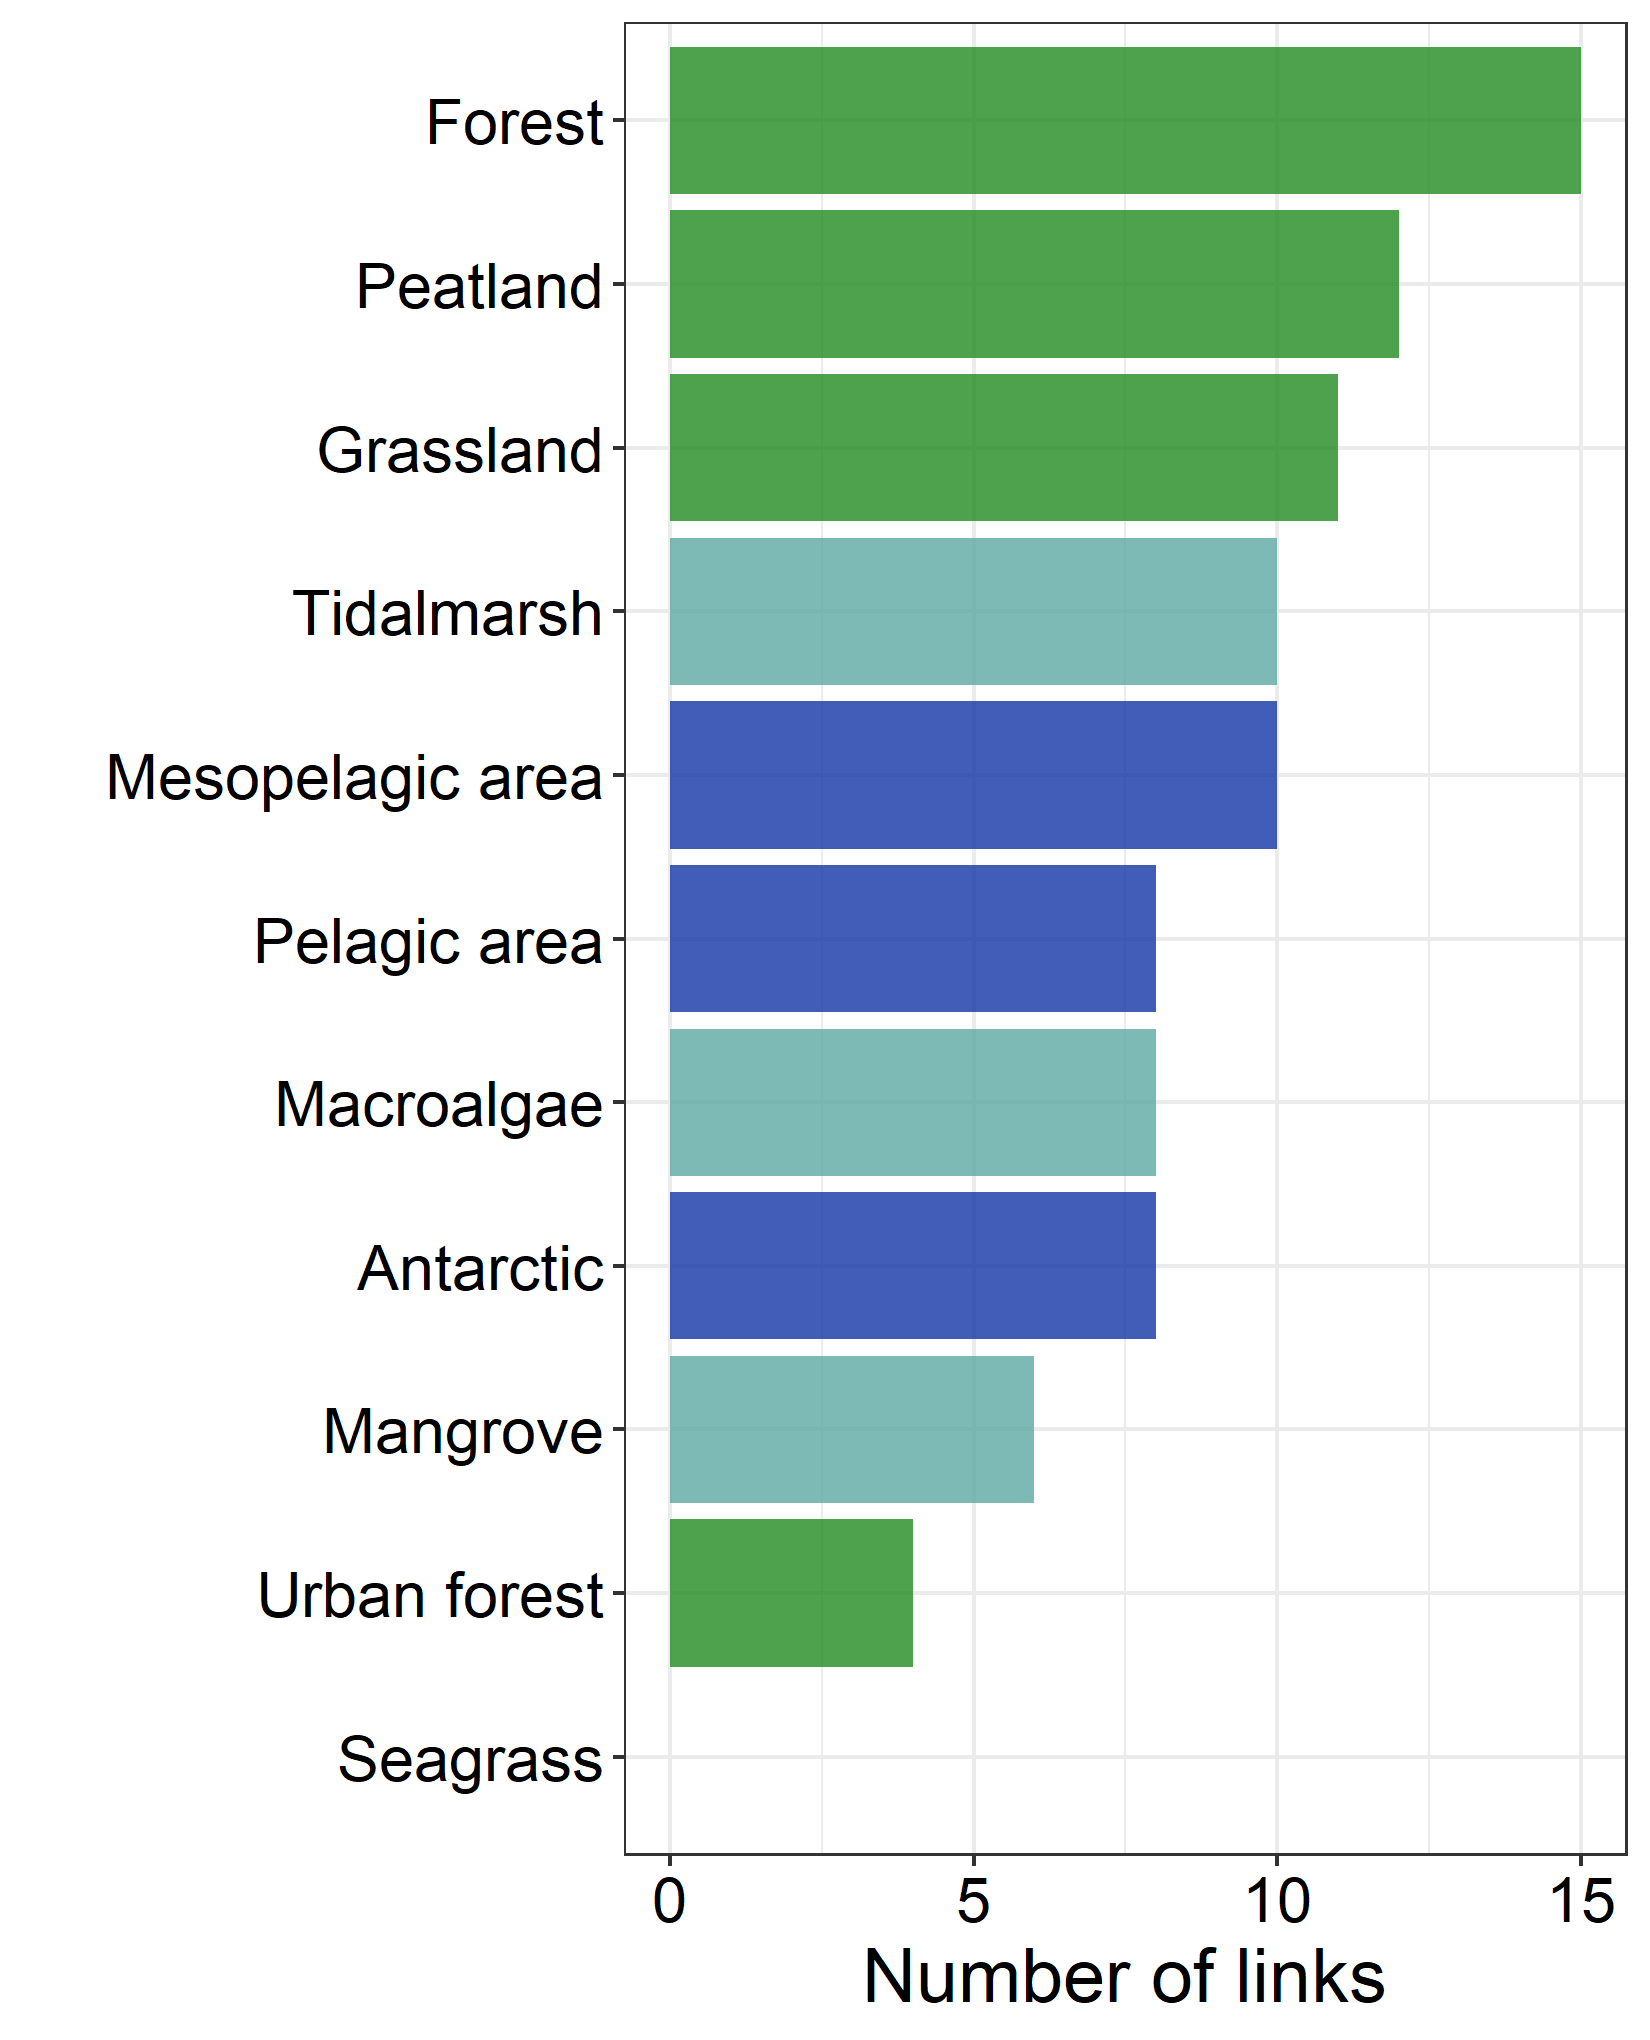 Forest
Peatland
Grassland
Tidalmarsh
Mesopelagic area
Pelagic area
Macroalgae
Antarctic
Mangrove
Urban forest
Seagrass
0 5 10 15
Number of links